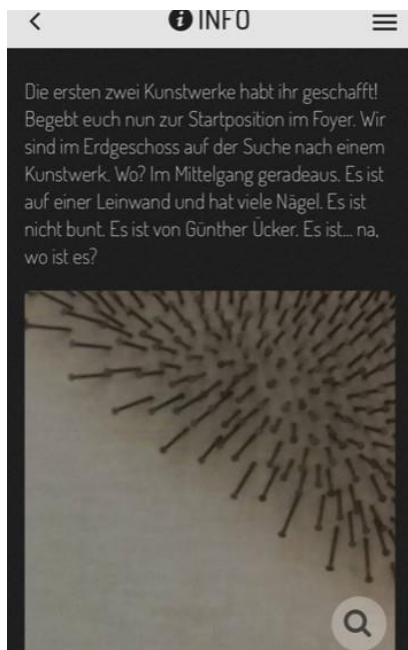 INFO
Die ersten zwei Kunstwerke habt ihr geschafft!
Begebt euch nun zur Startposition im Foyer. Wir
sind im Erdgeschoss auf der Suche nach einem
Kunstwerk. Wo? Im Mittelgang geradeaus. Es ist
auf einer Leinwand und hat viele Nägel. Es ist
nicht bunt. Es ist von Günther Ücker. Es ist... na,
wo ist es?